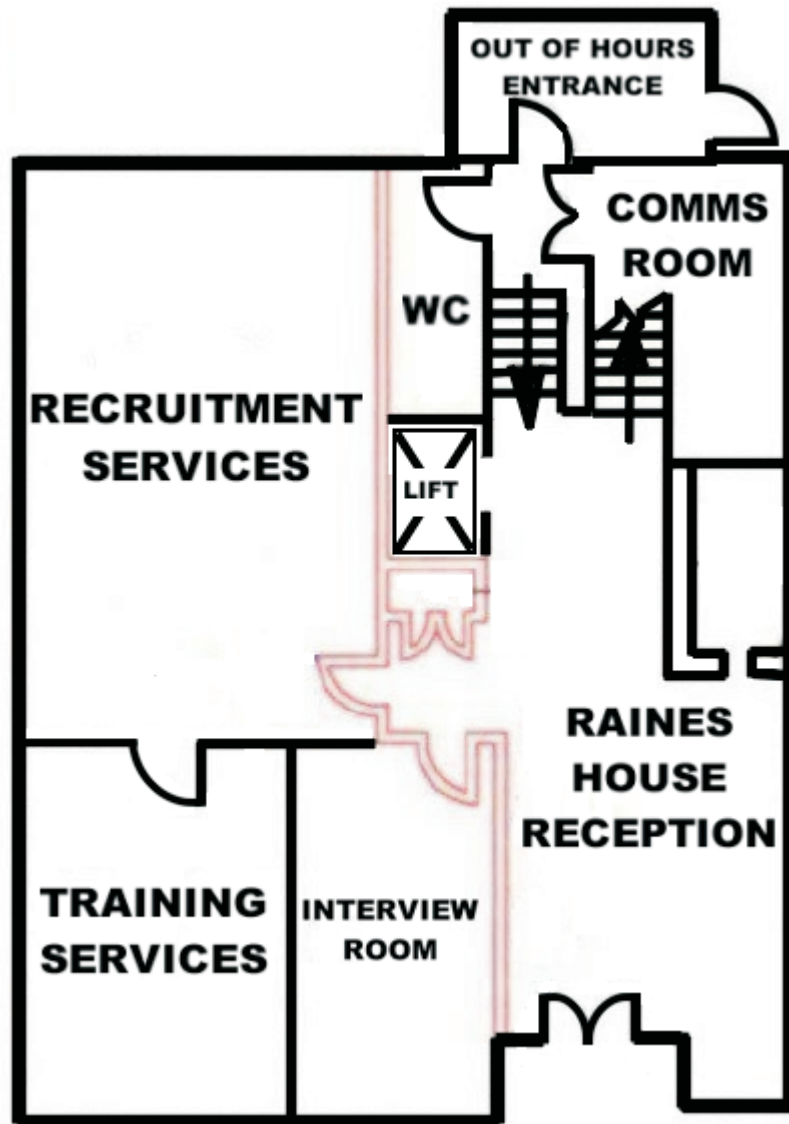 OUT OF HOURS
ENTRANCE
COMMS
ROOM
WC
RECRUITMENT
SERVICES
LIFT
RAINES
HOUSE
RECEPTION
TRAINING
SERVICES
INTERVIEW
ROOM